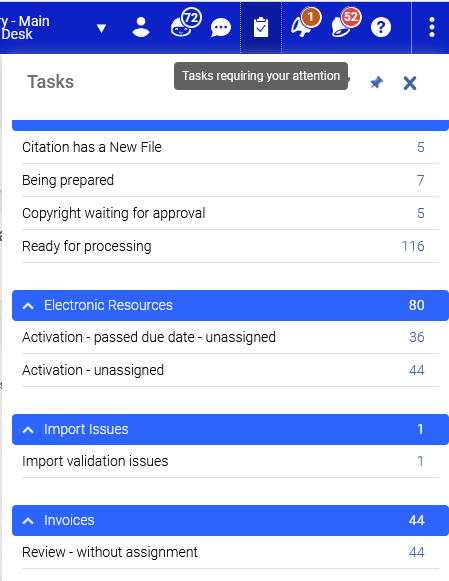 y - Main
Desk
72
1
52
?
Tasks
Tasks requiring your attention
Citation has a New File 5
Being prepared 7
Copyright waiting for approval 5
Ready for processing 116
Electronic Resources 80
Activation - passed due date - unassigned 36
Activation - unassigned 44
Import Issues 1
Import validation issues 1
Invoices 44
Review - without assignment 44